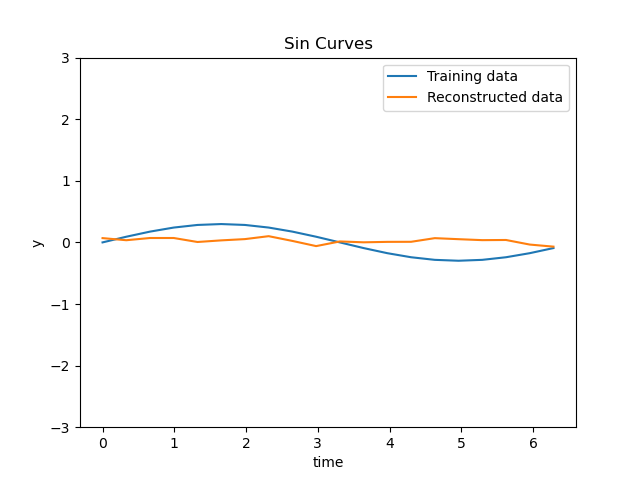 Sin Curves
Training data
Reconstructed data
3
2
1
0
−1
−2
−3
y
0 1 2 3 4 5 6
time